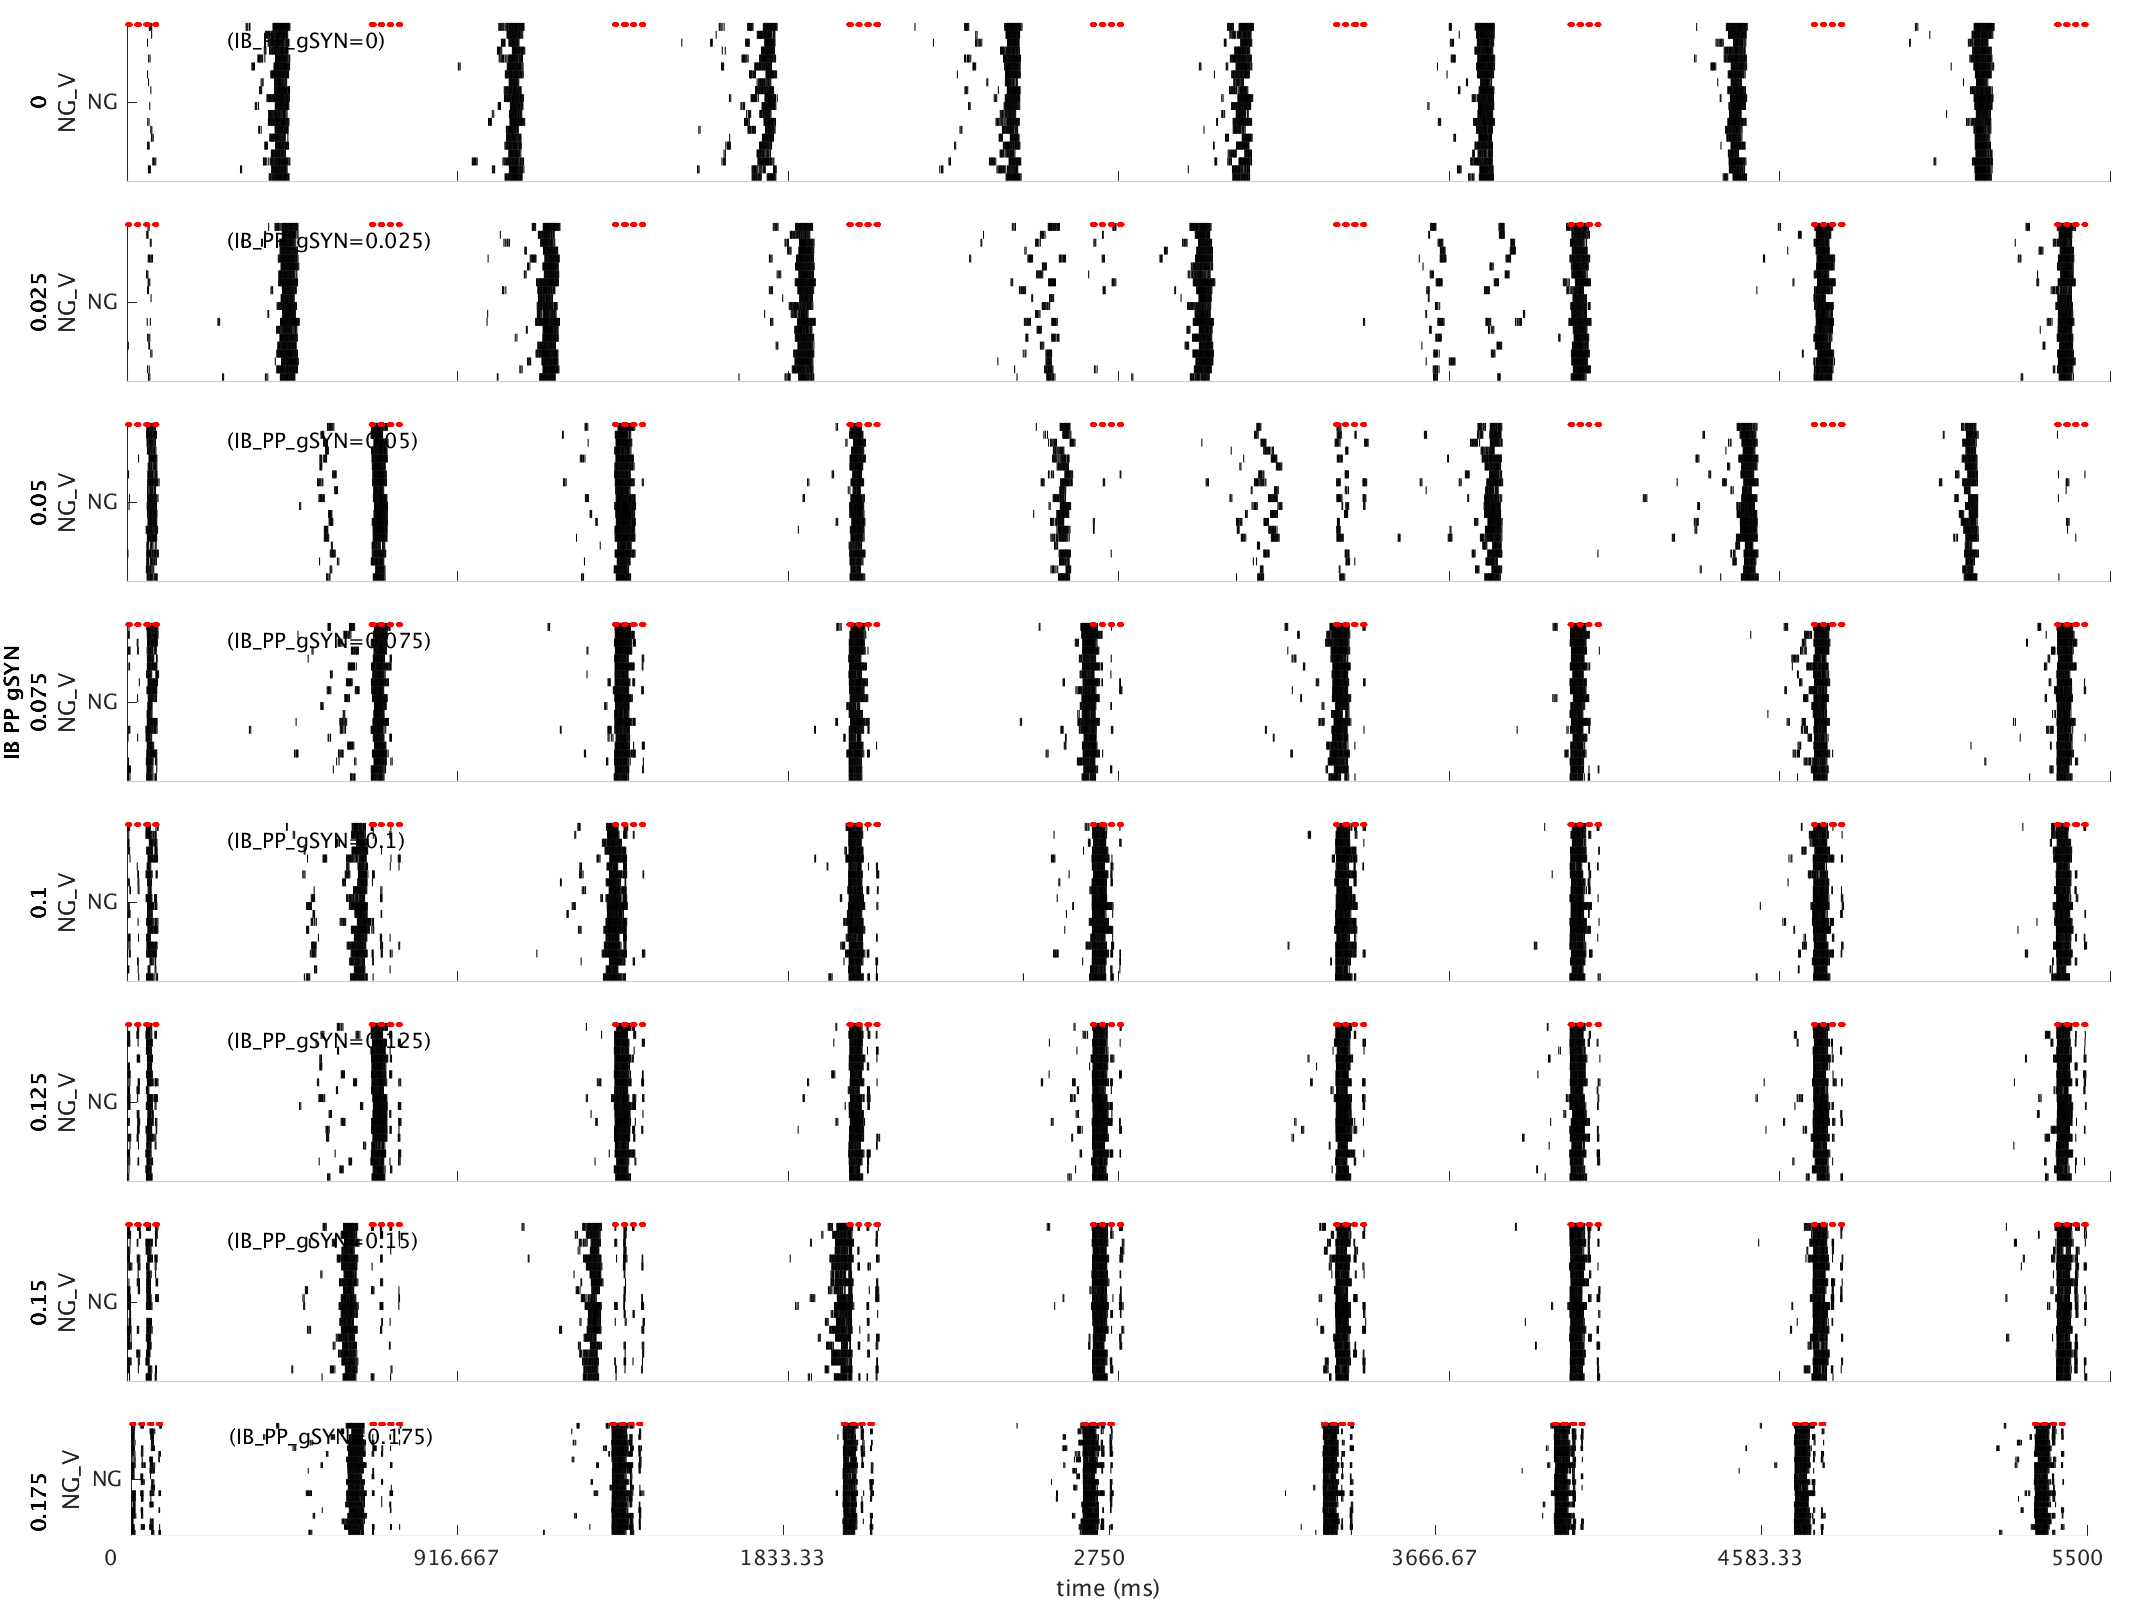 (IB_PP_gSYN=0)
0
NG_V
NG
(IB_PP_gSYN=0.025)
0.025
NG_V
NG
(IB_PP_gSYN=0.05)
0.05
NG_V
NG
IB PP gSYN
(IB_PP_gSYN=0.075)
0.075
NG_V
NG
(IB_PP_gSYN=0.1)
0.1
NG_V
NG
(IB_PP_gSYN=0.125)
0.125
NG_V
NG
(IB_PP_gSYN=0.15)
0.15
NG_V
NG
(IB_PP_gSYN=0.175)
0.175
NG_V
NG
0 916.667 1833.33 2750 3666.67 4583.33 5500
time (ms)